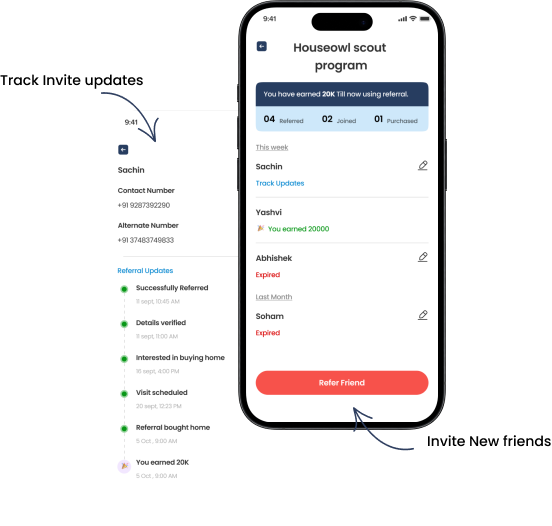 Track Invite updates
9:41
Sachin
Contact Number
+91 9287392290
Alternate Number
+91 37483749833
Referral Updates
Successfully Referred
11 sept, 10:45 AM
Details verified
11 sept, 11:00 AM
Interested in buying home
16 sept, 4:00 PM
Visit scheduled
20 sept, 12:23 PM
Referral bought home
5 Oct , 9:00 AM
You earned 20K
5 Oct , 9:00 AM
9:41
Houseowl scout
program
You have earned 20K Till now using referral.
04 Referred 02 Joined 01 Purchased
This week
Sachin
Track Updates
Yashvi
You earned 20000
Abhishek
Expired
Last Month
Soham
Expired
Refer Friend
Invite New friends